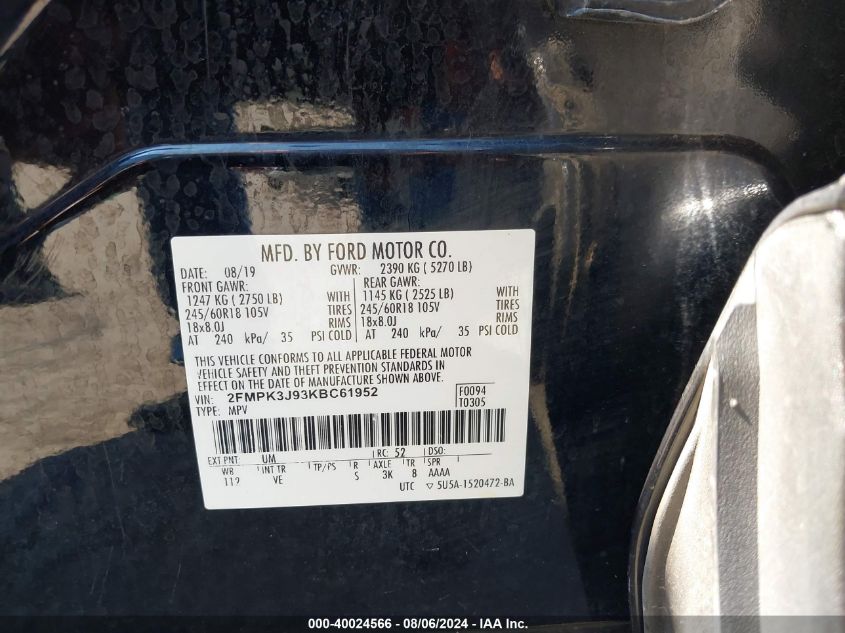 MFD. BY FORD MOTOR CO.
DATE: 08/19 GVWR: 2390 KG ( 5270 LB)
FRONT GAWR: REAR GAWR:
1247 KG ( 2750 LB) WITH 1145 KG ( 2525 LB) WITH
245/60R18 105V TIRES 245/60R18 105V TIRES
18x8.0J RIMS 18x8.0J RIMS
AT 240 kPa/ 35 PSI COLD AT 240 kPa/ 35 PSI COLD
THIS VEHICLE CONFORMS TO ALL APPLICABLE FEDERAL MOTOR
VEHICLE SAFETY AND THEFT PREVENTION STANDARDS IN
EFFECT ON THE DATE OF MANUFACTURE SHOWN ABOVE.
VIN: 2FMPK3J93KBC61952 F0094
TYPE: MPV T0305
EXT PNT: UM RC: 52 DSO:
WB INT TR TP/PS R AXLE TR SPR
119 VE S 3K 8 AAAA
UTC ▽ 5U5A-1520472-BA
000-40024566 - 08/06/2024 - IAA, Inc.